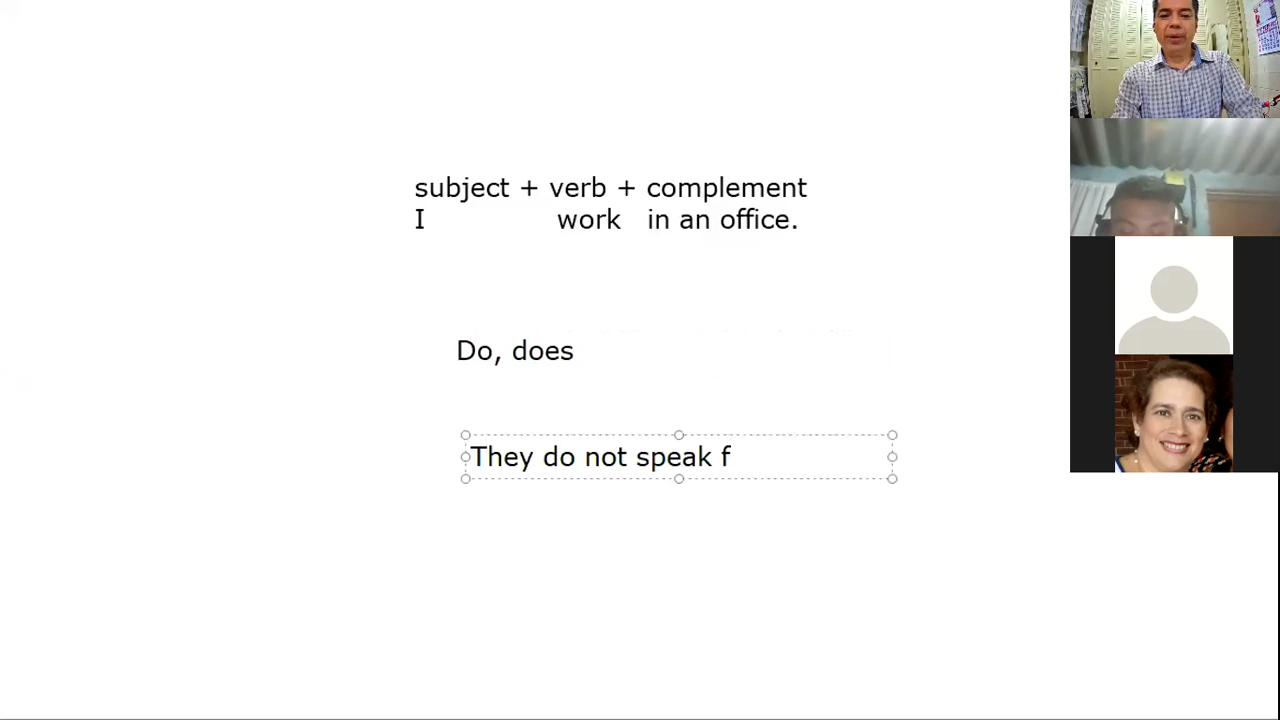 subject + verb + complement
I work in an office.
Do, does
They do not speak f